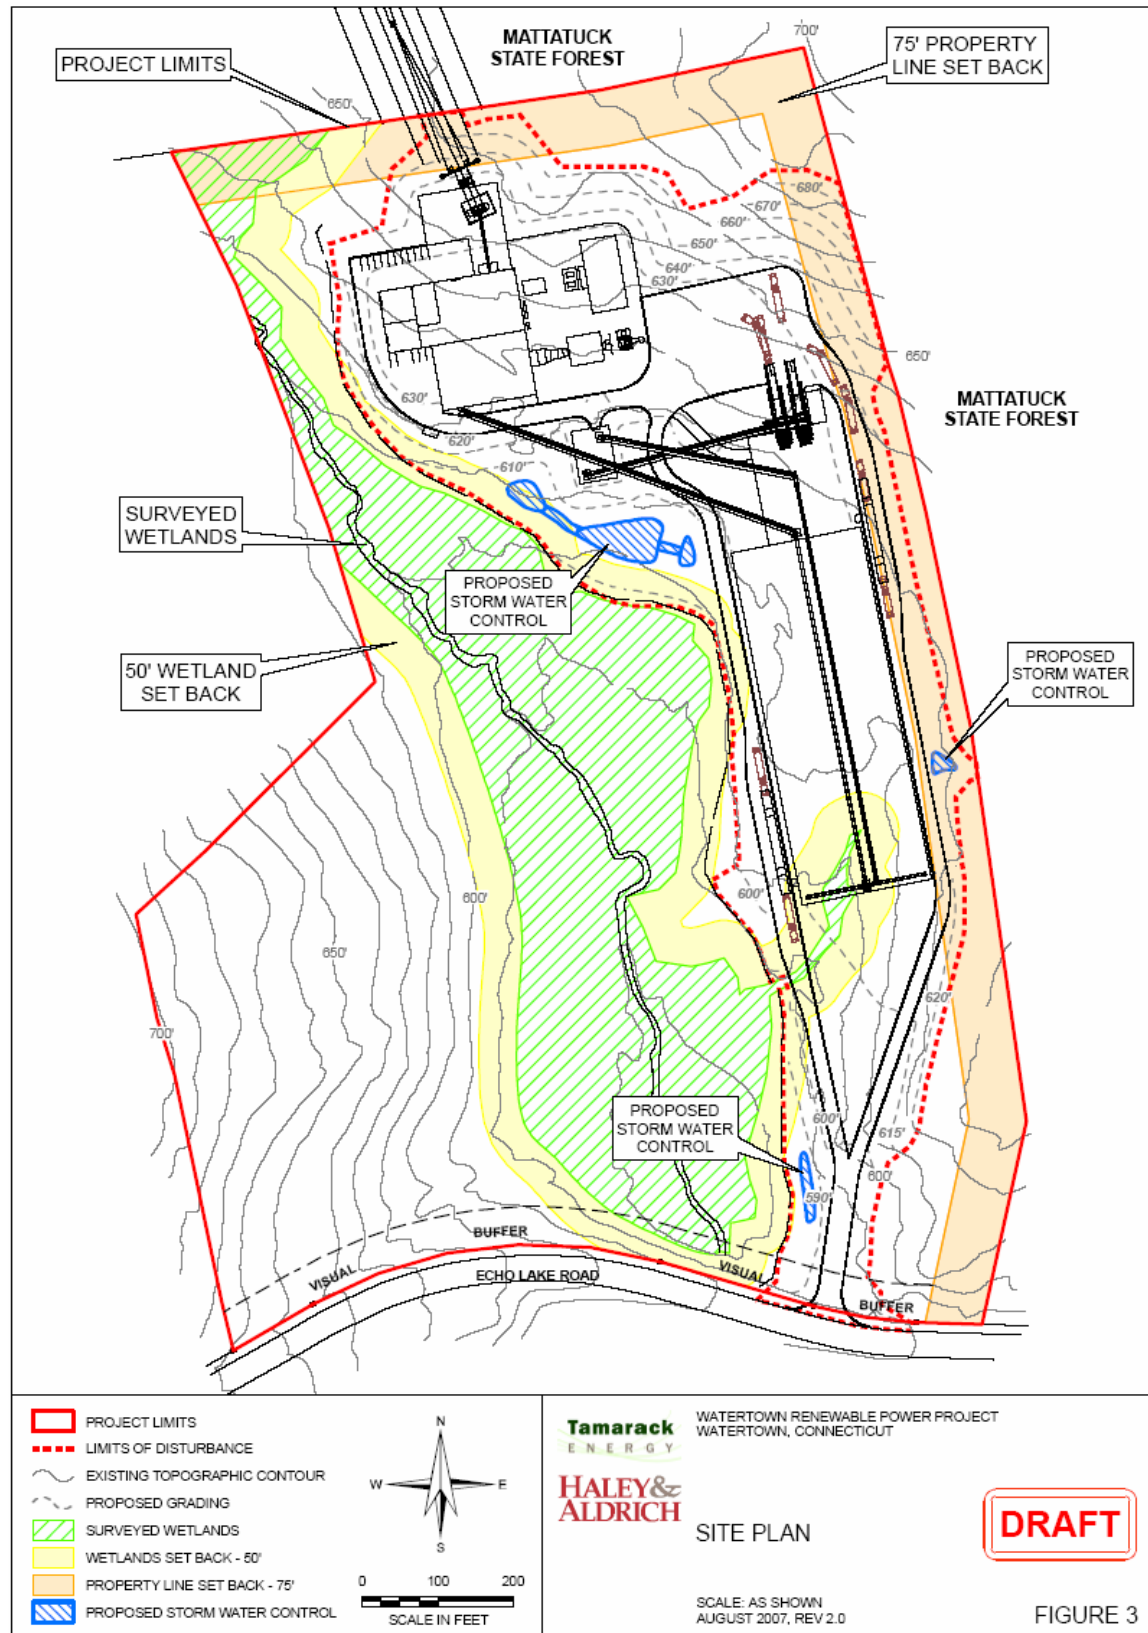 MATTATUCK
STATE FOREST
700'
75' PROPERTY
LINE SET BACK
PROJECT LIMITS
650'
680'
670'
660'
650'
640'
630'
650'
MATTATUCK
STATE FOREST
630'
620'
610'
SURVEYED
WETLANDS
PROPOSED
STORM WATER
CONTROL
50' WETLAND
SET BACK
PROPOSED
STORM WATER
CONTROL
600'
600'
650'
620'
700'
PROPOSED
STORM WATER
CONTROL
600'
615'
600'
590'
BUFFER
VISUAL
ECHO LAKE ROAD
VISUAL
BUFFER
PROJECT LIMITS
LIMITS OF DISTURBANCE
EXISTING TOPOGRAPHIC CONTOUR
PROPOSED GRADING
SURVEYED WETLANDS
WETLANDS SET BACK - 50'
PROPERTY LINE SET BACK - 75'
PROPOSED STORM WATER CONTROL
N
W E
S
0 100 200
SCALE IN FEET
Tamarack
ENERGY
HALEY&
ALDRICH
WATERTOWN RENEWABLE POWER PROJECT
WATERTOWN, CONNECTICUT
SITE PLAN
DRAFT
SCALE: AS SHOWN
AUGUST 2007, REV 2.0
FIGURE 3